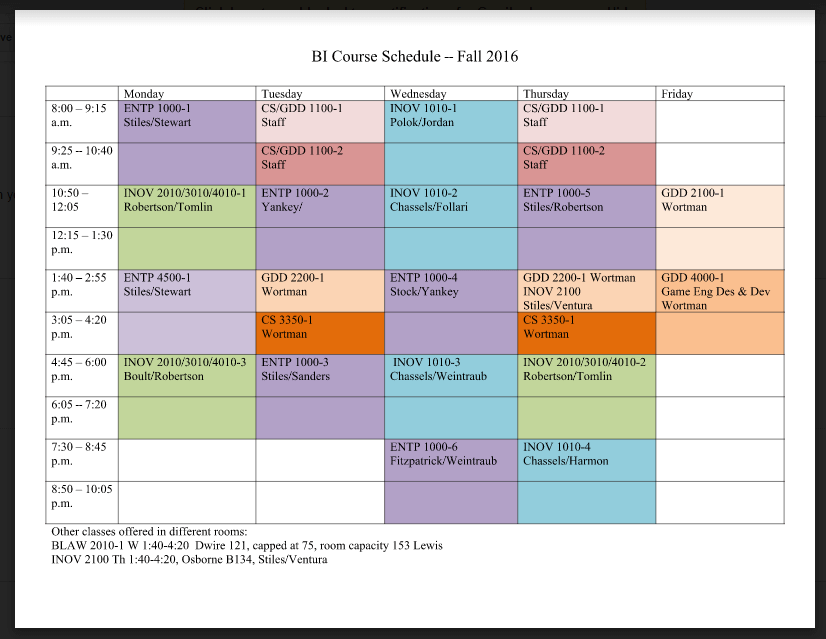 BI Course Schedule -- Fall 2016
Monday Tuesday Wednesday Thursday Friday
8:00 – 9:15 ENTP 1000-1 CS/GDD 1100-1 INOV 1010-1 CS/GDD 1100-1
a.m. Stiles/Stewart Staff Polok/Jordan Staff
9:25 -- 10:40 CS/GDD 1100-2 CS/GDD 1100-2
a.m. Staff Staff
10:50 – INOV 2010/3010/4010-1 ENTP 1000-2 INOV 1010-2 ENTP 1000-5 GDD 2100-1
12:05 Robertson/Tomlin Yankey/ Chassels/Follari Stiles/Robertson Wortman
12:15 – 1:30
p.m.
1:40 – 2:55 ENTP 4500-1 GDD 2200-1 ENTP 1000-4 GDD 2200-1 Wortman GDD 4000-1
p.m. Stiles/Stewart Wortman Stock/Yankey INOV 2100 Game Eng Des & Dev
Stiles/Ventura Wortman
3:05 – 4:20 CS 3350-1 CS 3350-1
p.m. Wortman Wortman
4:45 – 6:00 INOV 2010/3010/4010-3 ENTP 1000-3 INOV 1010-3 INOV 2010/3010/4010-2
p.m. Boult/Robertson Stiles/Sanders Chassels/Weintraub Robertson/Tomlin
6:05 -- 7:20
p.m.
7:30 – 8:45 ENTP 1000-6 INOV 1010-4
p.m. Fitzpatrick/Weintraub Chassels/Harmon
8:50 – 10:05
p.m.
Other classes offered in different rooms:
BLAW 2010-1 W 1:40-4:20 Dwire 121, capped at 75, room capacity 153 Lewis
INOV 2100 Th 1:40-4:20, Osborne B134, Stiles/Ventura